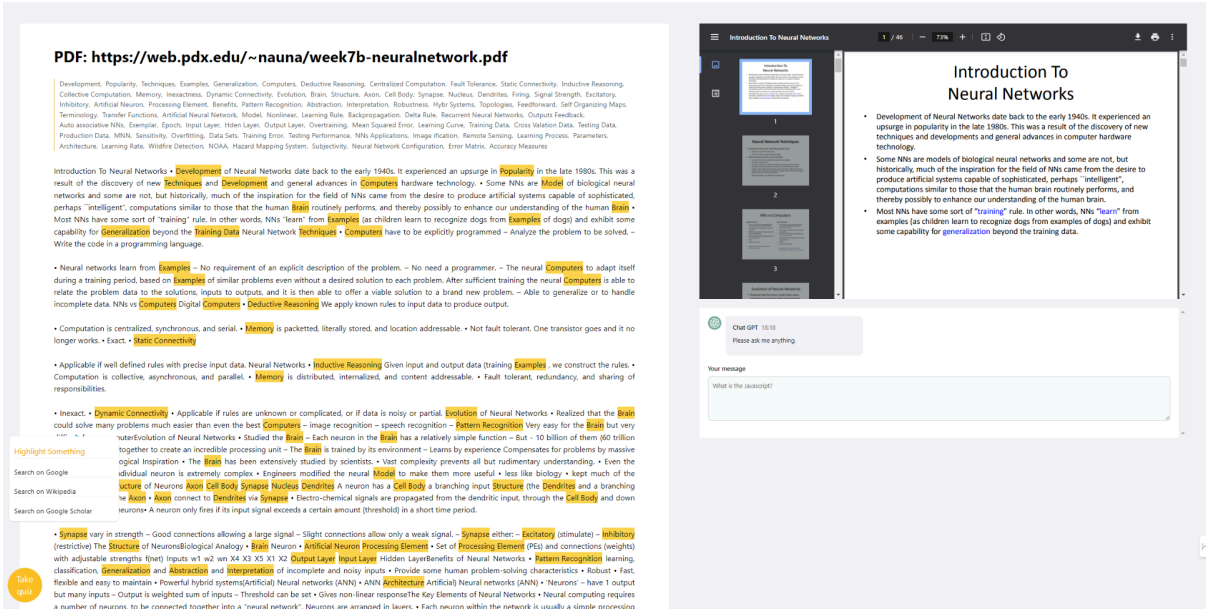 PDF: https://web.pdx.edu/~nauna/week7b-neuralnetwork.pdf
Development, Popularity, Techniques, Examples, Generalization, Computers, Deductive Reasoning, Centralized Computation, Fault Tolerance, Static Connectivity, Inductive Reasoning,
Collective Computation, Memory, Inexactness, Dynamic Connectivity, Evolution, Brain, Structure, Axon, Cell Body, Synapse, Nucleus, Dendrites, Firing, Signal Strength, Excitatory,
Inhibitory, Artificial Neuron, Processing Element, Benefits, Pattern Recognition, Abstraction, Interpretation, Robustness, Hybr Systems, Topologies, Feedforward, Self Organizing Maps,
Terminology, Transfer Functions, Artificial Neural Network, Model, Nonlinear, Learning Rule, Backpropagation, Delta Rule, Recurrent Neural Networks, Outputs Feedback,
Auto associative NNs, Exemplar, Epoch, Input Layer, Hden Layer, Output Layer, Overtraining, Mean Squared Error, Learning Curve, Training Data, Cross Valation Data, Testing Data,
Production Data, MNN, Sensitivity, Overfitting, Data Sets, Training Error, Testing Performance, NNs Applications, Image ification, Remote Sensing, Learning Process, Parameters,
Architecture, Learning Rate, Wildfire Detection, NOAA, Hazard Mapping System, Subjectivity, Neural Network Configuration, Error Matrix, Accuracy Measures
Introduction To Neural Networks • Development of Neural Networks date back to the early 1940s. It experienced an upsurge in Popularity in the late 1980s. This was a
result of the discovery of new Techniques and Development and general advances in Computers hardware technology. • Some NNs are Model of biological neural
networks and some are not, but historically, much of the inspiration for the field of NNs came from the desire to produce artificial systems capable of sophisticated,
perhaps ``intelligent", computations similar to those that the human Brain routinely performs, and thereby possibly to enhance our understanding of the human Brain •
Most NNs have some sort of "training" rule. In other words, NNs "learn" from Examples (as children learn to recognize dogs from Examples of dogs) and exhibit some
capability for Generalization beyond the Training Data Neural Network Techniques • Computers have to be explicitly programmed – Analyze the problem to be solved. –
Write the code in a programming language.
• Neural networks learn from Examples – No requirement of an explicit description of the problem. – No need a programmer. – The neural Computers to adapt itself
during a training period, based on Examples of similar problems even without a desired solution to each problem. After sufficient training the neural Computers is able to
relate the problem data to the solutions, inputs to outputs, and it is then able to offer a viable solution to a brand new problem. – Able to generalize or to handle
incomplete data. NNs vs Computers Digital Computers • Deductive Reasoning We apply known rules to input data to produce output.
• Computation is centralized, synchronous, and serial. • Memory is packetted, literally stored, and location addressable. • Not fault tolerant. One transistor goes and it no
longer works. • Exact. • Static Connectivity
• Applicable if well defined rules with precise input data. Neural Networks • Inductive Reasoning Given input and output data (training Examples , we construct the rules. •
Computation is collective, asynchronous, and parallel. • Memory is distributed, internalized, and content addressable. • Fault tolerant, redundancy, and sharing of
responsibilities.
• Inexact. • Dynamic Connectivity • Applicable if rules are unknown or complicated, or if data is noisy or partial. Evolution of Neural Networks • Realized that the Brain
could solve many problems much easier than even the best Computers – image recognition – speech recognition – Pattern Recognition Very easy for the Brain but very
puterEvolution of Neural Networks • Studied the Brain – Each neuron in the Brain has a relatively simple function – But - 10 billion of them (60 trillion
together to create an incredible processing unit – The Brain is trained by its environment – Learns by experience Compensates for problems by massive
ogical Inspiration • The Brain has been extensively studied by scientists. • Vast complexity prevents all but rudimentary understanding. • Even the
ndividual neuron is extremely complex • Engineers modified the neural Model to make them more useful • less like biology • kept much of the
ucture of Neurons Axon Cell Body Synapse Nucleus Dendrites A neuron has a Cell Body a branching input Structure (the Dendrites and a branching
he Axon • Axon connect to Dendrites via Synapse • Electro-chemical signals are propagated from the dendritic input, through the Cell Body and down
eurons• A neuron only fires if its input signal exceeds a certain amount (threshold) in a short time period.
Highlight Something
Search on Google
Search on Wikipedia
Search on Google Scholar
• Synapse vary in strength – Good connections allowing a large signal – Slight connections allow only a weak signal. – Synapse either: – Excitatory (stimulate) – Inhibitory
(restrictive) The Structure of NeuronsBiological Analogy • Brain Neuron • Artificial Neuron Processing Element • Set of Processing Element (PEs) and connections (weights)
with adjustable strengths f(net) Inputs w1 w2 wn X4 X3 X5 X1 X2 Output Layer Input Layer Hidden LayerBenefits of Neural Networks • Pattern Recognition learning,
classification, Generalization and Abstraction and Interpretation of incomplete and noisy inputs • Provide some human problem-solving characteristics • Robust • Fast,
flexible and easy to maintain • Powerful hybrid systems(Artificial) Neural networks (ANN) • ANN Architecture Artificial) Neural networks (ANN) • 'Neurons' – have 1 output
but many inputs – Output is weighted sum of inputs – Threshold can be set • Gives non-linear responseThe Key Elements of Neural Networks • Neural computing requires
a number of neurons, to be connected together into a "neural network". Neurons are arranged in layers. • Each neuron within the network is usually a simple processing
Take
quiz
Introduction To Neural Networks
1 / 46
73%
Introduction To
Neural Networks
1
Neural Network Techniques
2
NNs vs Computers
3
Evolution of Neural Networks
Introduction To
Neural Networks
• Development of Neural Networks date back to the early 1940s. It experienced an
upsurge in popularity in the late 1980s. This was a result of the discovery of new
techniques and developments and general advances in computer hardware
technology.
• Some NNs are models of biological neural networks and some are not, but
historically, much of the inspiration for the field of NNs came from the desire to
produce artificial systems capable of sophisticated, perhaps ``intelligent",
computations similar to those that the human brain routinely performs, and
thereby possibly to enhance our understanding of the human brain.
• Most NNs have some sort of "training" rule. In other words, NNs "learn" from
examples (as children learn to recognize dogs from examples of dogs) and exhibit
some capability for generalization beyond the training data.
Chat GPT 18:18
Please ask me anything.
Your message
What is the Javascript?